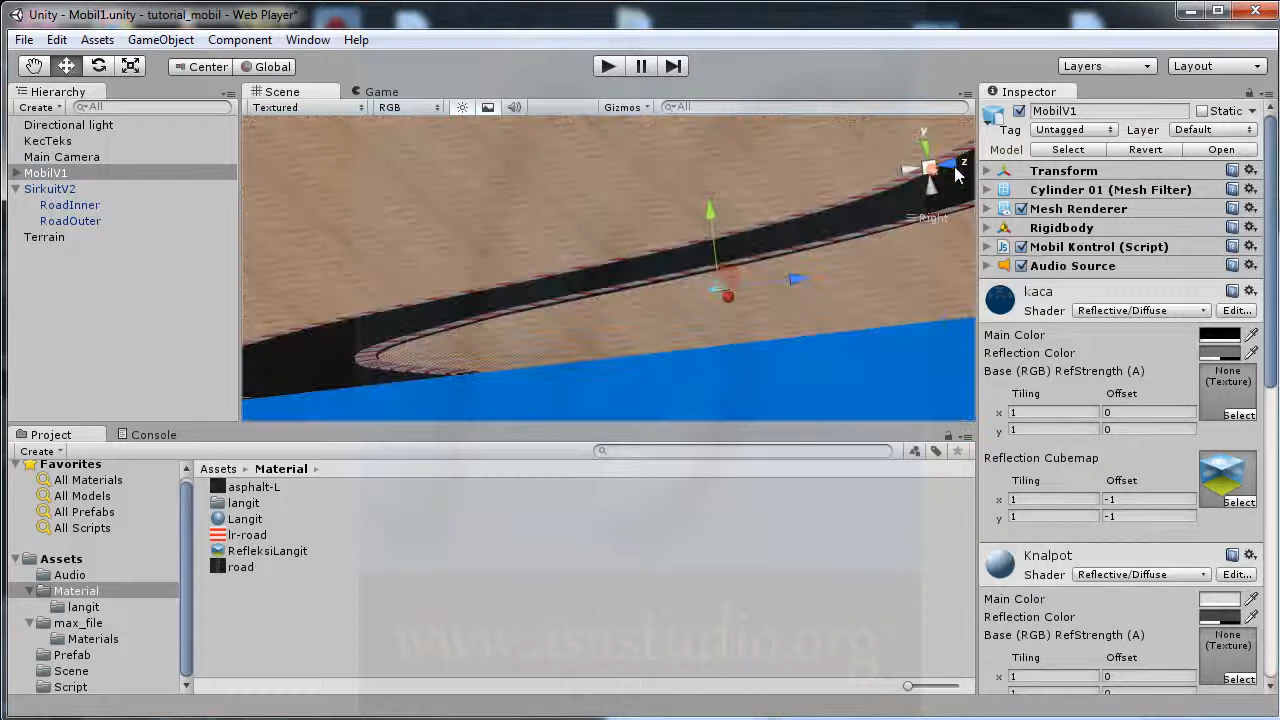 Unity - Mobil1.unity - tutorial_mobil - Web Player*
File Edit Assets GameObject Component Window Help
Center Global Layers Layout
Hierarchy
Create All
Directional light
KecTeks
Main Camera
MobilV1
SirkuitV2
RoadInner
RoadOuter
Terrain
Scene Game
Textured RGB Gizmos All
y
z
Right
Inspector
MobilV1 Static
Tag Untagged Layer Default
Model Select Revert Open
Transform
Cylinder 01 (Mesh Filter)
Mesh Renderer
Rigidbody
Js Mobil Kontrol (Script)
Audio Source
kaca
Shader Reflective/Diffuse Edit...
Main Color
Reflection Color
Base (RGB) RefStrength (A)
None
(Texture)
Tiling Offset
x 1 0
y 1 0
Select
Reflection Cubemap
Tiling Offset
x 1 -1
y 1 -1
Select
Knalpot
Shader Reflective/Diffuse Edit...
Main Color
Reflection Color
Base (RGB) RefStrength (A)
None
(Texture)
Tiling Offset
x 1 0
Select
Project Console
Create
Favorites
All Materials
All Models
All Prefabs
All Scripts
Assets
Audio
Material
langit
max_file
Materials
Prefab
Scene
Script
Assets Material
asphalt-L
langit
Langit
lr-road
RefleksiLangit
road